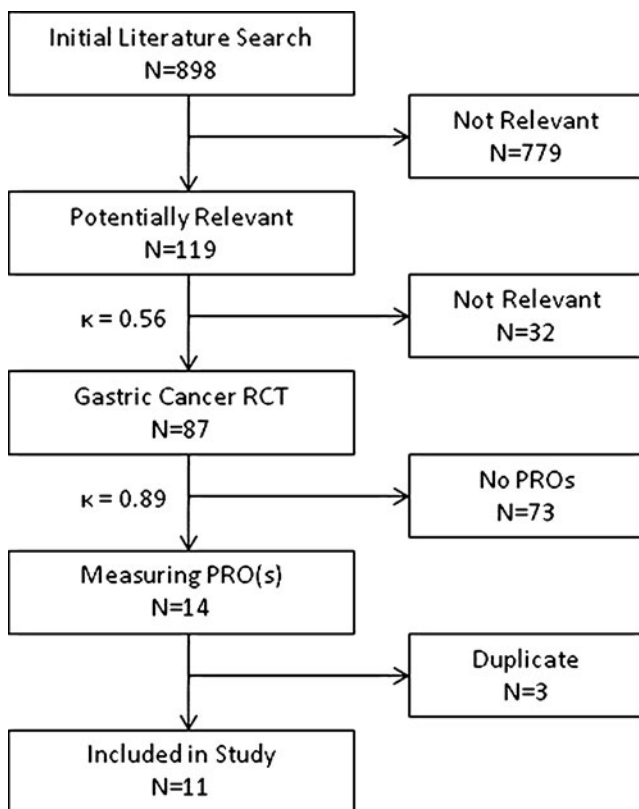 Initial Literature Search
N=898
Not Relevant
N=779
Potentially Relevant
N=119
κ = 0.56
Not Relevant
N=32
Gastric Cancer RCT
N=87
κ = 0.89
No PROs
N=73
Measuring PRO(s)
N=14
Duplicate
N=3
Included in Study
N=11